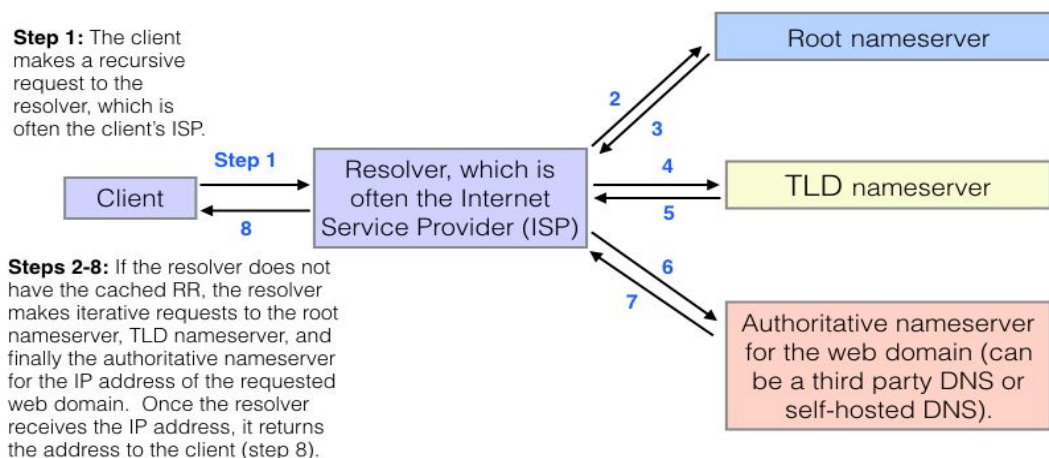 Step 1: The client
makes a recursive
request to the
resolver, which is
often the client's ISP.
Root nameserver
2
3
Step 1
Client
8
Resolver, which is
often the Internet
Service Provider (ISP)
4
TLD nameserver
5
Steps 2-8: If the resolver does not
have the cached RR, the resolver
makes iterative requests to the root
nameserver, TLD nameserver, and
finally the authoritative nameserver
for the IP address of the requested
web domain. Once the resolver
receives the IP address, it returns
the address to the client (step 8).
6
7
Authoritative nameserver
for the web domain (can
be a third party DNS or
self-hosted DNS).